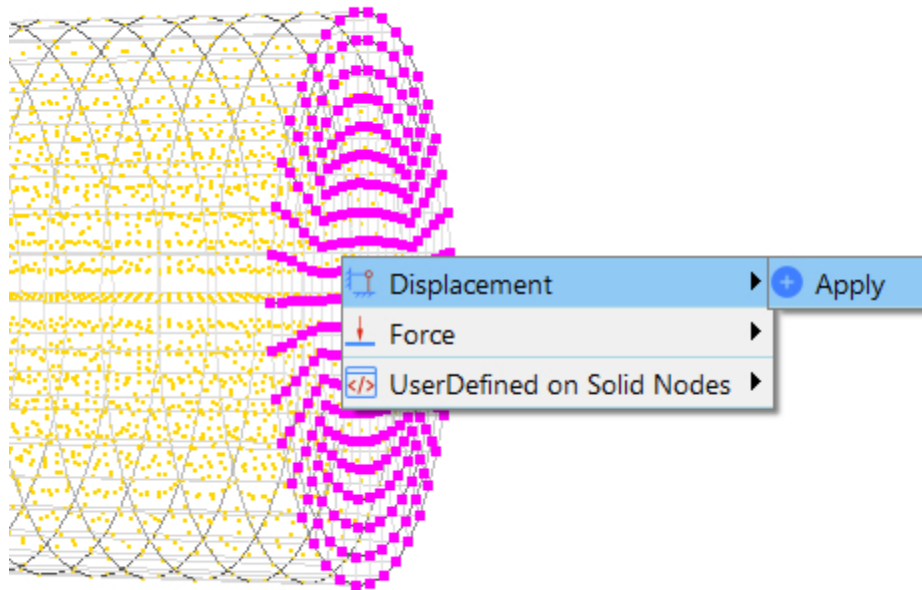 Displacement
Apply
Force
</>
UserDefined on Solid Nodes